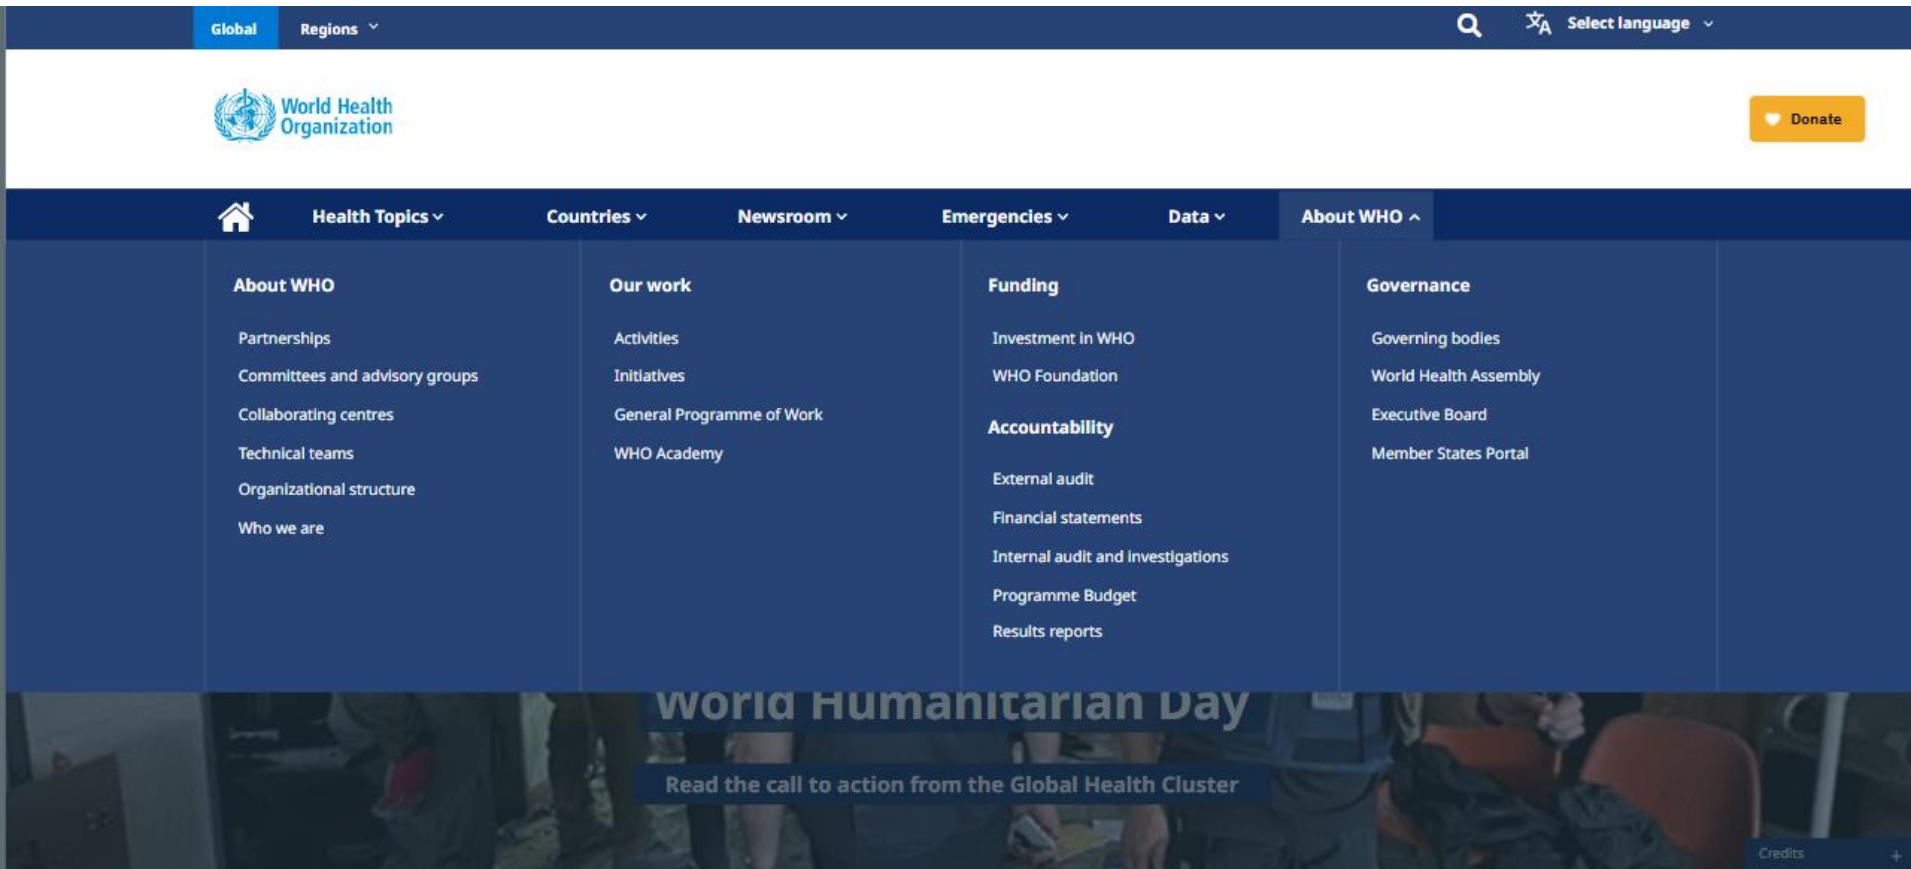 Global Regions
Select language
World Health
Organization
Donate
Health Topics Countries Newsroom Emergencies Data About WHO
About WHO
Partnerships
Committees and advisory groups
Collaborating centres
Technical teams
Organizational structure
Who we are
Our work
Activities
Initiatives
General Programme of Work
WHO Academy
Funding
Investment in WHO
WHO Foundation
Accountability
External audit
Financial statements
Internal audit and investigations
Programme Budget
Results reports
Governance
Governing bodies
World Health Assembly
Executive Board
Member States Portal
World Humanitarian Day
Read the call to action from the Global Health Cluster
Credits +